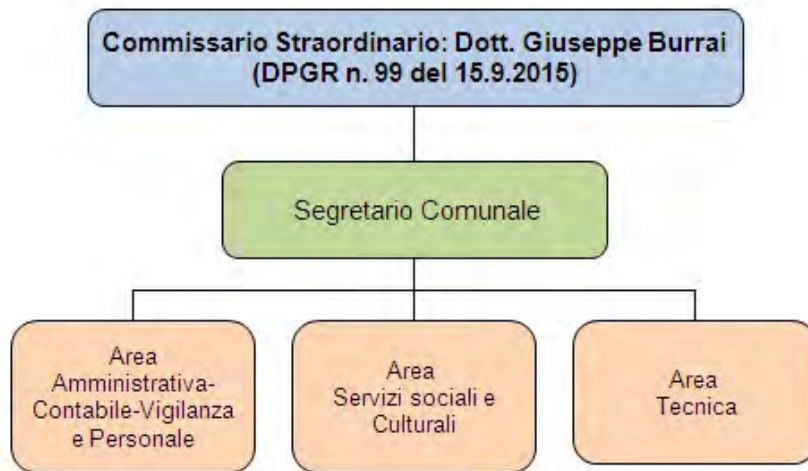 Commissario Straordinario: Dott. Giuseppe Burrai
(DPGR n. 99 del 15.9.2015)
Segretario Comunale
Area
Amministrativa-
Contabile-Vigilanza
e Personale
Area
Servizi sociali e
Culturali
Area
Tecnica